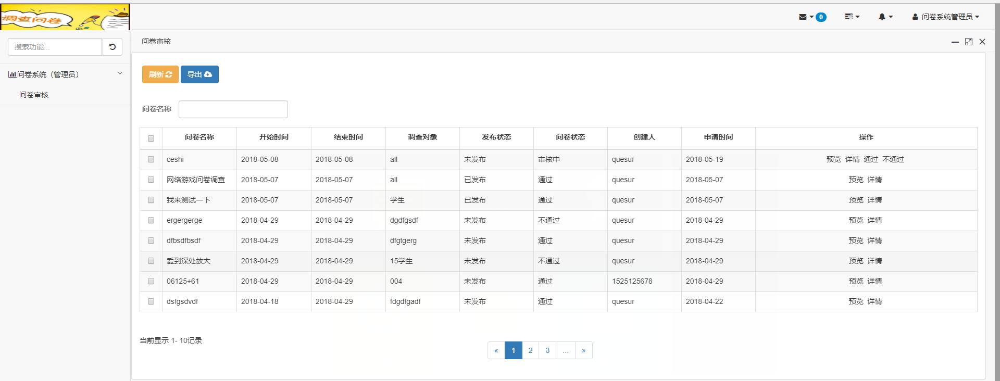 调查问卷
0
问卷系统管理员
搜索功能...
问卷审核
问卷系统（管理员）
问卷审核
刷新 导出
问卷名称
问卷名称 开始时间 结束时间 调查对象 发布状态 问卷状态 创建人 申请时间 操作
ceshi 2018-05-08 2018-05-08 all 未发布 审核中 quesur 2018-05-19 预览 详情 通过 不通过
网络游戏问卷调查 2018-05-07 2018-05-07 all 已发布 通过 quesur 2018-05-07 预览 详情
我来测试一下 2018-05-07 2018-05-07 学生 已发布 通过 quesur 2018-05-07 预览 详情
ergergerge 2018-04-29 2018-04-29 dgdfgsdf 未发布 不通过 quesur 2018-04-29 预览 详情
dfbsdfbsdf 2018-04-29 2018-04-29 dfgtgerg 未发布 通过 quesur 2018-04-29 预览 详情
爱到深处放大 2018-04-29 2018-04-29 15学生 未发布 不通过 quesur 2018-04-29 预览 详情
06125+61 2018-04-29 2018-04-29 004 未发布 通过 1525125678 2018-04-29 预览 详情
dsfgsdvdf 2018-04-18 2018-04-29 fdgdfgadf 未发布 通过 quesur 2018-04-22 预览 详情
当前显示 1- 10记录
« 1 2 3 ... »